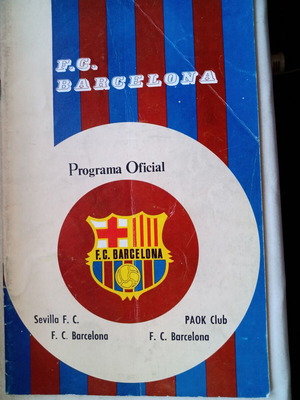 F.C.
BARCELONA
Programa Oficial
F.C. BARCELONA
Sevilla F. C.
F. C. Barcelona
PAOK Club
F. C. Barcelona